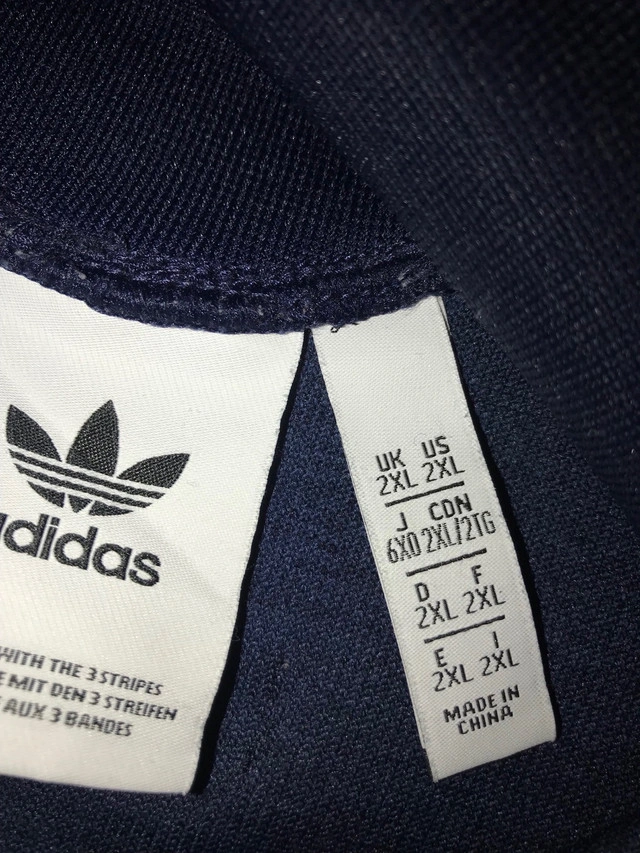 adidas
WITH THE 3 STRIPES
MIT DEN 3 STREIFEN
AUX 3 BANDES
UK US
2XL 2XL
J CDN
6XO 2XL/2TG
D F
2XL 2XL
E I
2XL 2XL
MADE IN
CHINA